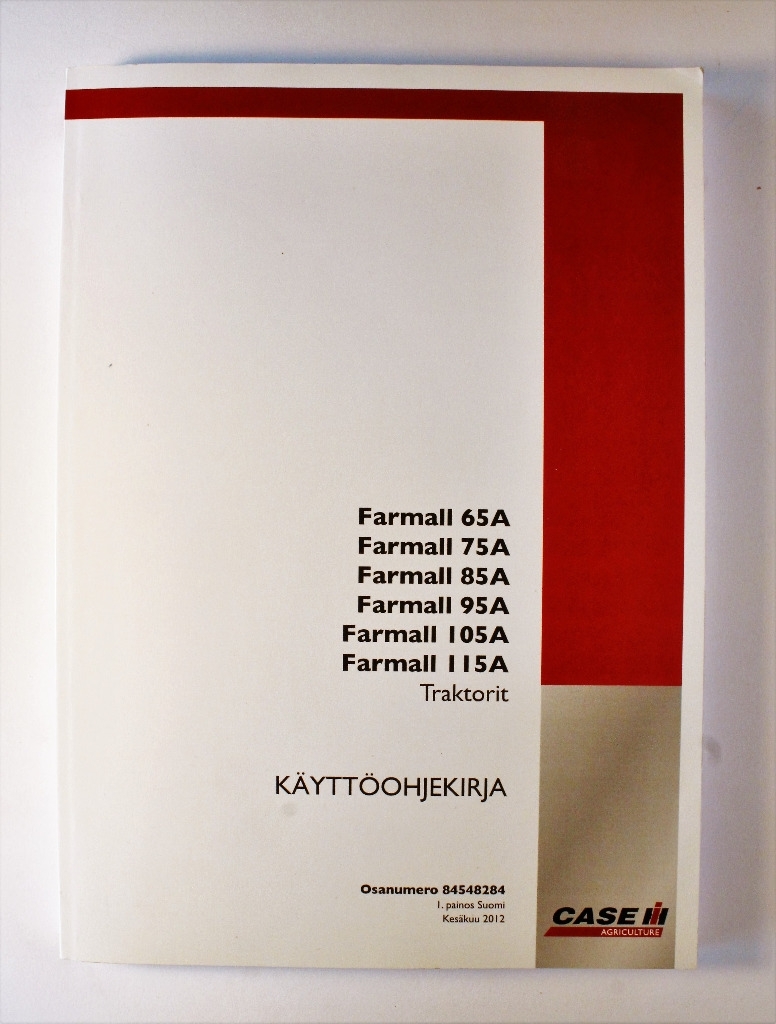 Farmall 65A
Farmall 75A
Farmall 85A
Farmall 95A
Farmall 105A
Farmall 115A
Traktorit
KÄYTTÖOHJEKIRJA
Osanumero 84548284
1. painos Suomi
Kesäkuu 2012
CASE IH
AGRICULTURE